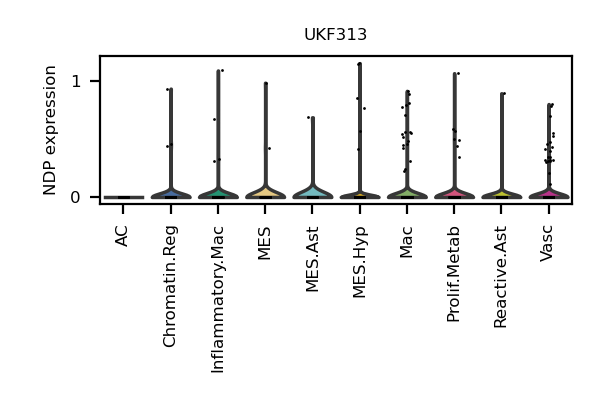 UKF313
NDP expression
1
0
AC
Chromatin.Reg
Inflammatory.Mac
MES
MES.Ast
MES.Hyp
Mac
Prolif.Metab
Reactive.Ast
Vasc